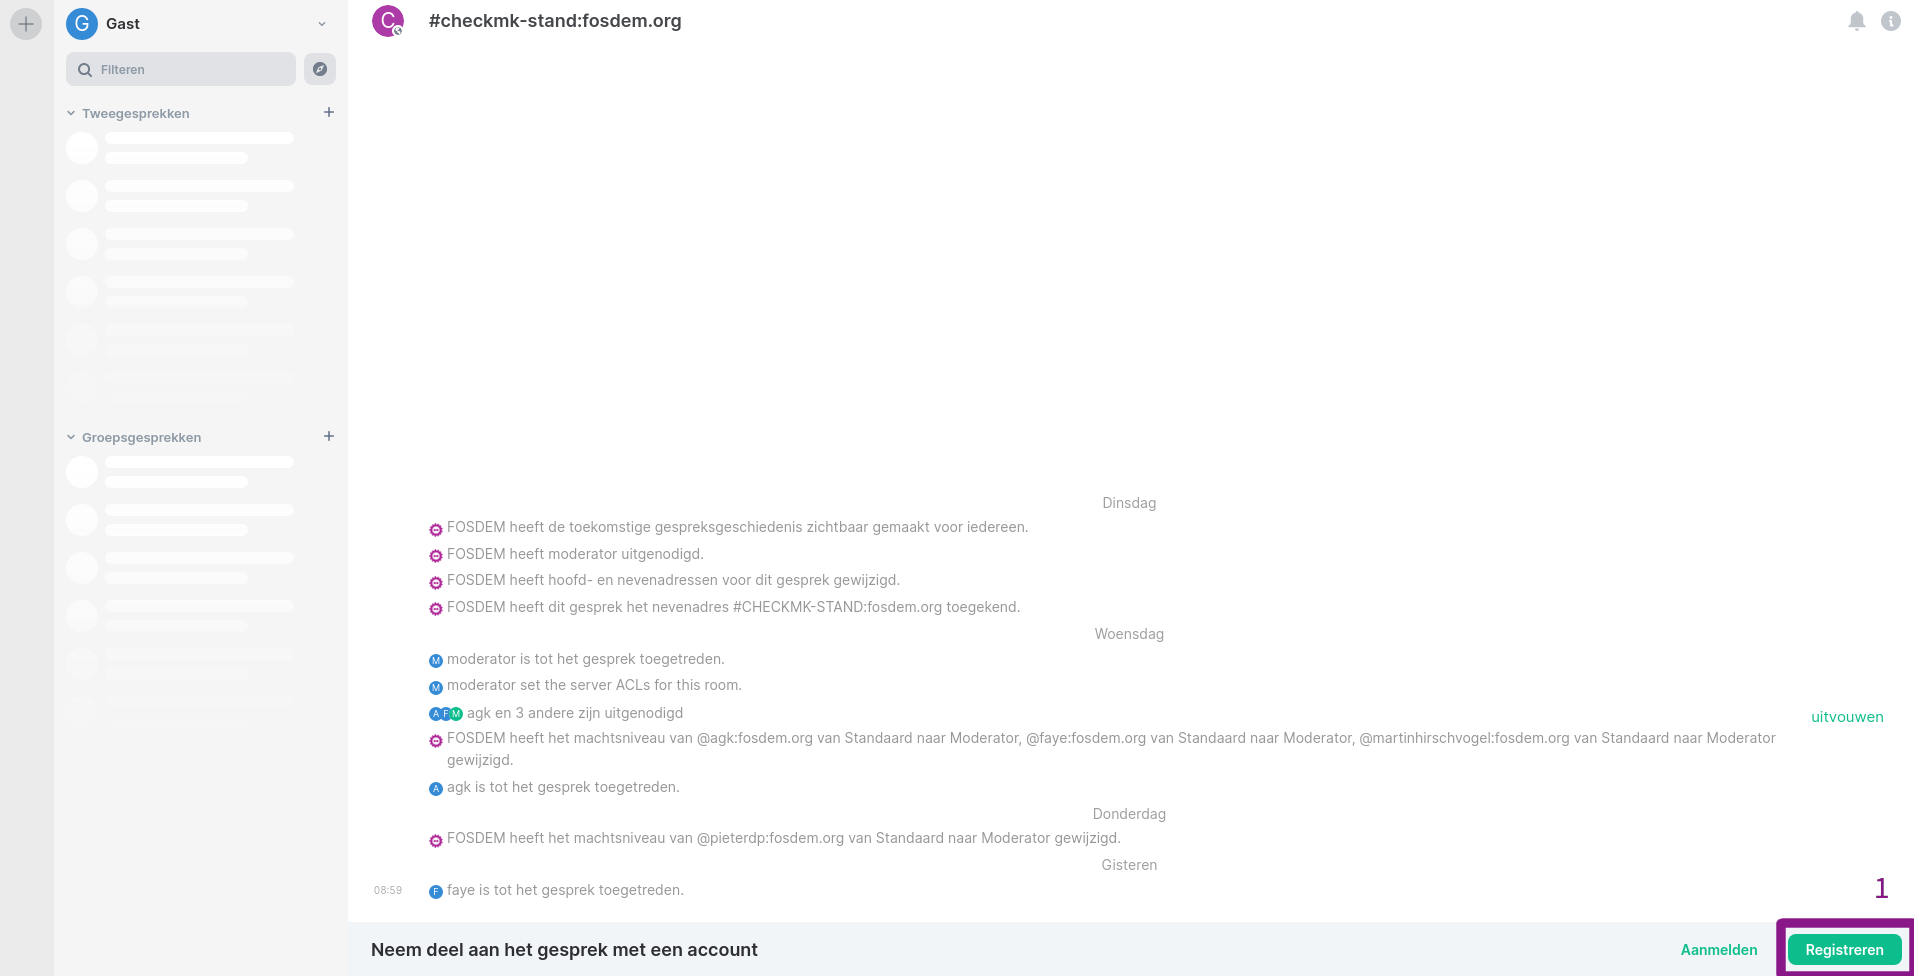 G Gast
Filteren
Tweegesprekken
Groepsgesprekken
C #checkmk-stand:fosdem.org
Dinsdag
FOSDEM heeft de toekomstige gespreksgeschiedenis zichtbaar gemaakt voor iedereen.
FOSDEM heeft moderator uitgenodigd.
FOSDEM heeft hoofd- en nevenadressen voor dit gesprek gewijzigd.
FOSDEM heeft dit gesprek het nevenadres #CHECKMK-STAND:fosdem.org toegekend.
Woensdag
M moderator is tot het gesprek toegetreden.
M moderator set the server ACLs for this room.
A F M agk en 3 andere zijn uitgenodigd
uitvouwen
FOSDEM heeft het machtsniveau van @agk:fosdem.org van Standaard naar Moderator, @faye:fosdem.org van Standaard naar Moderator, @martinhirschvogel:fosdem.org van Standaard naar Moderator
gewijzigd.
A agk is tot het gesprek toegetreden.
Donderdag
FOSDEM heeft het machtsniveau van @pieterdp:fosdem.org van Standaard naar Moderator gewijzigd.
Gisteren
08:59 F faye is tot het gesprek toegetreden.
1
Neem deel aan het gesprek met een account
Aanmelden
Registreren